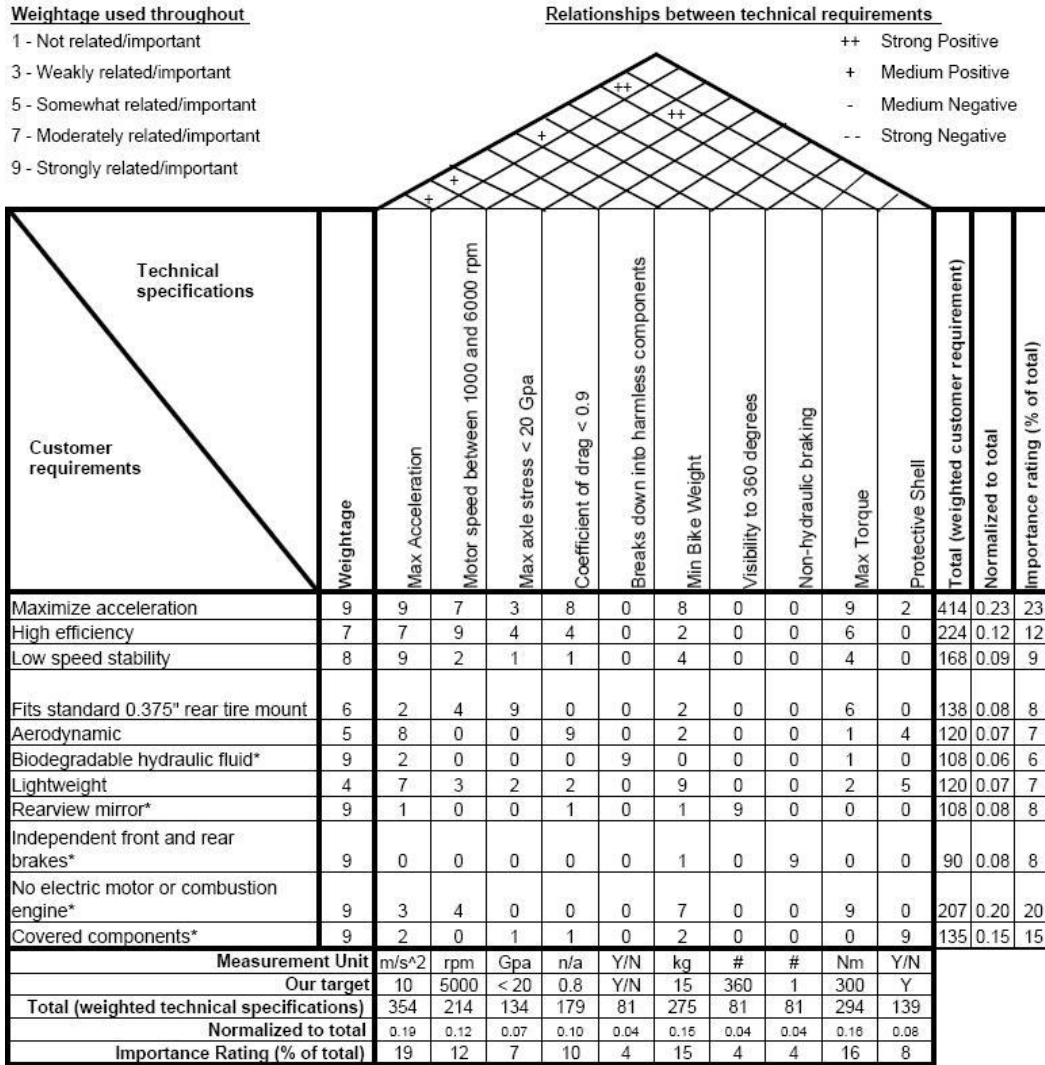 Weightage used throughout
1 - Not related/important
3 - Weakly related/important
5 - Somewhat related/important
7 - Moderately related/important
9 - Strongly related/important
Relationships between technical requirements
++ Strong Positive
+ Medium Positive
- Medium Negative
- - Strong Negative
++
++
+
+
+
Technical
specifications
Customer
requirements
Weightage
Max Acceleration
Motor speed between 1000 and 6000 rpm
Max axle stress < 20 Gpa
Coefficient of drag < 0.9
Breaks down into harmless components
Min Bike Weight
Visibility to 360 degrees
Non-hydraulic braking
Max Torque
Protective Shell
Total (weighted customer requirement)
Normalized to total
Importance rating (% of total)
Maximize acceleration 9 9 7 3 8 0 8 0 0 9 2 414 0.23 23
High efficiency 7 7 9 4 4 0 2 0 0 6 0 224 0.12 12
Low speed stability 8 9 2 1 1 0 4 0 0 4 0 168 0.09 9
Fits standard 0.375" rear tire mount 6 2 4 9 0 0 2 0 0 6 0 138 0.08 8
Aerodynamic 5 8 0 0 9 0 2 0 0 1 4 120 0.07 7
Biodegradable hydraulic fluid* 9 2 0 0 0 9 0 0 0 1 0 108 0.06 6
Lightweight 4 7 3 2 2 0 9 0 0 2 5 120 0.07 7
Rearview mirror* 9 1 0 0 1 0 1 9 0 0 0 108 0.08 8
Independent front and rear
brakes* 9 0 0 0 0 0 1 0 9 0 0 90 0.08 8
No electric motor or combustion
engine* 9 3 4 0 0 0 7 0 0 9 0 207 0.20 20
Covered components* 9 2 0 1 1 0 2 0 0 0 9 135 0.15 15
Measurement Unit m/s^2 rpm Gpa n/a Y/N kg # # Nm Y/N
Our target 10 5000 < 20 0.8 Y/N 15 360 1 300 Y
Total (weighted technical specifications) 354 214 134 179 81 275 81 81 294 139
Normalized to total 0.19 0.12 0.07 0.10 0.04 0.15 0.04 0.04 0.16 0.08
Importance Rating (% of total) 19 12 7 10 4 15 4 4 16 8